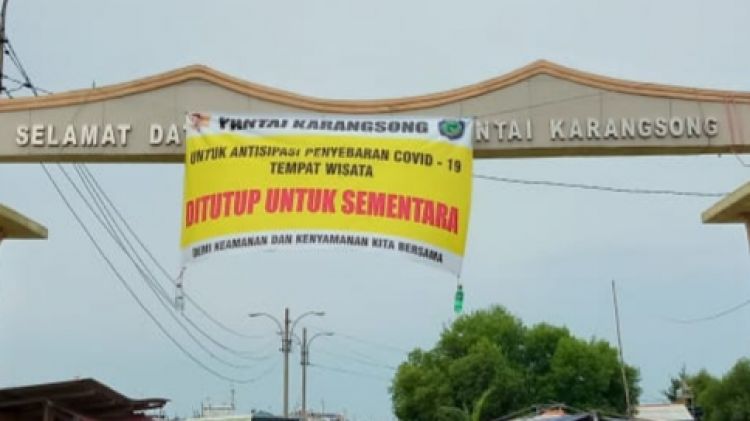 SELAMAT DA
NTAI KARANGSONG
PANTAI KARANGSONG
UNTUK ANTISIPASI PENYEBARAN COVID - 19
TEMPAT WISATA
DITUTUP UNTUK SEMENTARA
DEMI KEAMANAN DAN KENYAMANAN KITA BERSAMA